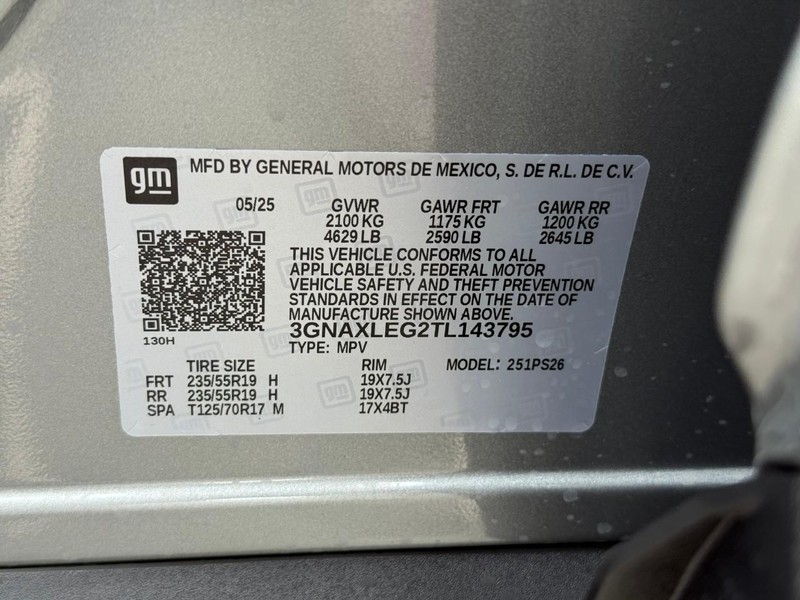 gm MFD BY GENERAL MOTORS DE MEXICO, S. DE R.L. DE C.V.
05/25 GVWR GAWR FRT GAWR RR
2100 KG 1175 KG 1200 KG
4629 LB 2590 LB 2645 LB
THIS VEHICLE CONFORMS TO ALL
APPLICABLE U.S. FEDERAL MOTOR
VEHICLE SAFETY AND THEFT PREVENTION
STANDARDS IN EFFECT ON THE DATE OF
MANUFACTURE SHOWN ABOVE.
3GNAXLEG2TL143795
130H
TYPE: MPV
TIRE SIZE RIM MODEL: 251PS26
FRT 235/55R19 H 19X7.5J
RR 235/55R19 H 19X7.5J
SPA T125/70R17 M 17X4BT